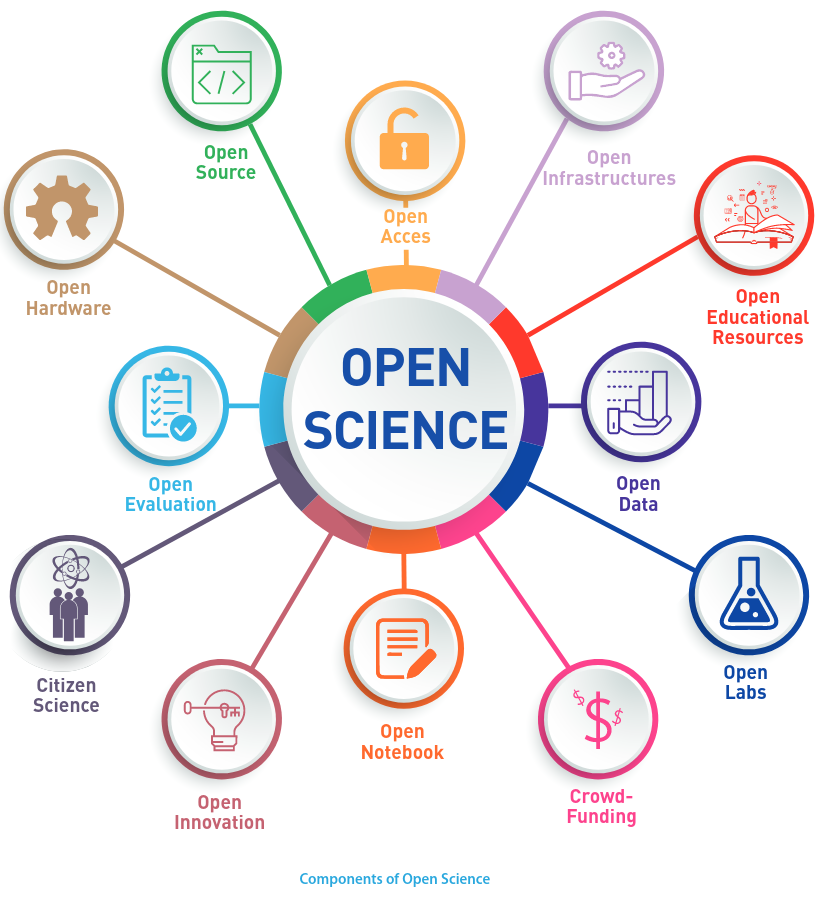 Open
Source
Open
Acces
Open
Infrastructures
Open
Hardware
Open
Educational
Resources
OPEN
SCIENCE
Open
Evaluation
Open
Data
Citizen
Science
Open
Labs
Open
Innovation
Open
Notebook
Crowd-
Funding
Components of Open Science